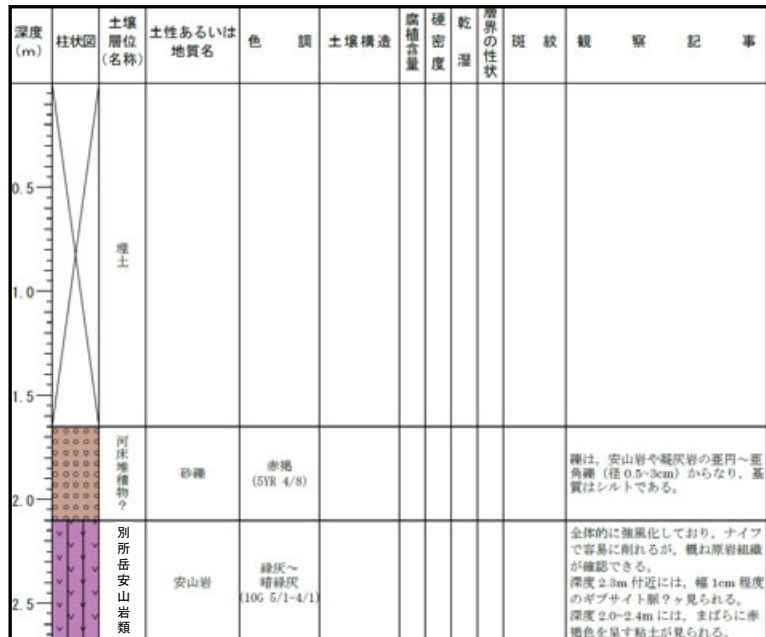 深度
(m)
柱状図
土壌
層位
(名称)
土性あるいは
地質名
色 調
土壌構造
腐植含量
硬密度
乾湿
層界の性状
斑 紋
観 察 記 事
0.5
1.0
1.5
2.0
2.5
埋土
河床堆積物?
砂礫
赤褐
(5YR 4/8)
礫は，安山岩や凝灰岩の亜円～亜
角礫（径0.5~3cm）からなり，基
質はシルトである。
別所岳安山岩類
安山岩
緑灰～
暗緑灰
(10G 5/1-4/1)
全体的に強風化しており，ナイフ
で容易に削れるが，概ね原岩組織
が確認できる。
深度2.3m付近には，幅1cm程度
のギブサイト脈？ヶ見られる。
深度2.0~2.4mには，まばらに赤
褐色を呈す粘土が見られる。